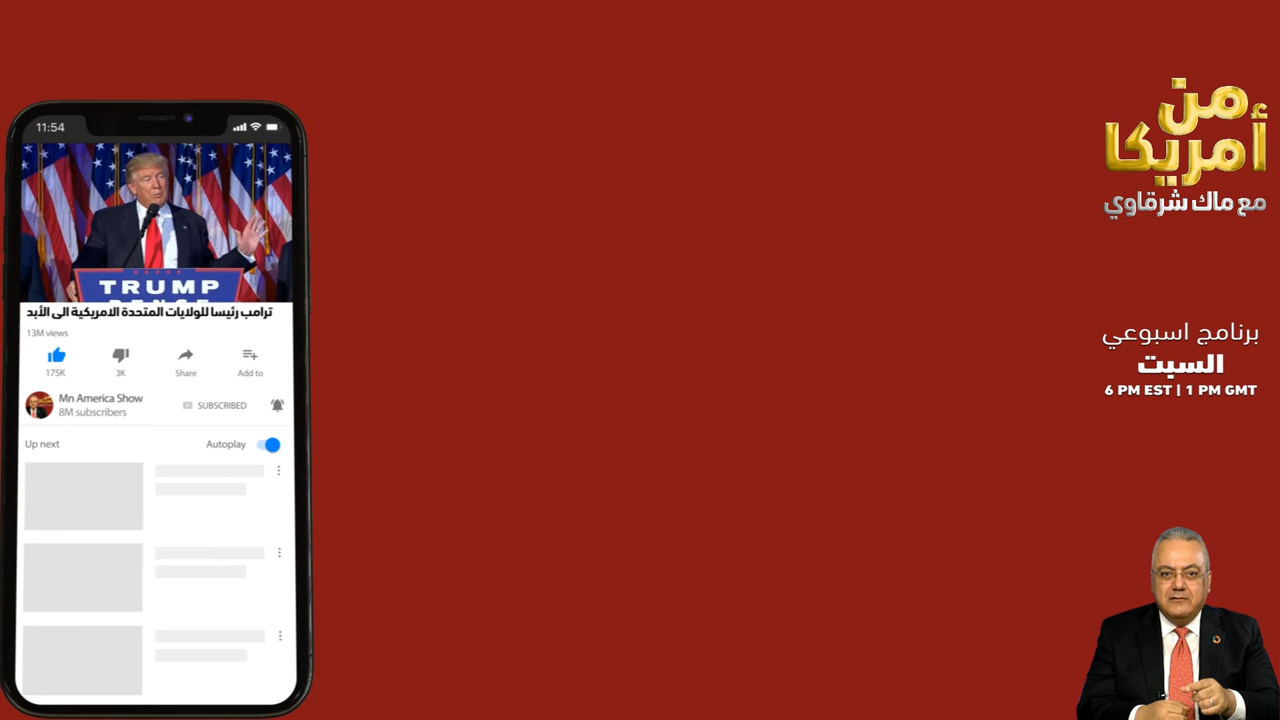 11:54
TRUMP
PENCE
ترامب رئيسا للولايات المتحدة الامريكية الى الأبد
13M views
175K
3K
Share
Add to
Mn America Show
8M subscribers
SUBSCRIBED
Up next
Autoplay
من
أمريكا
مع ماك شرقاوي
برنامج اسبوعي
السبت
6 PM EST | 1 PM GMT